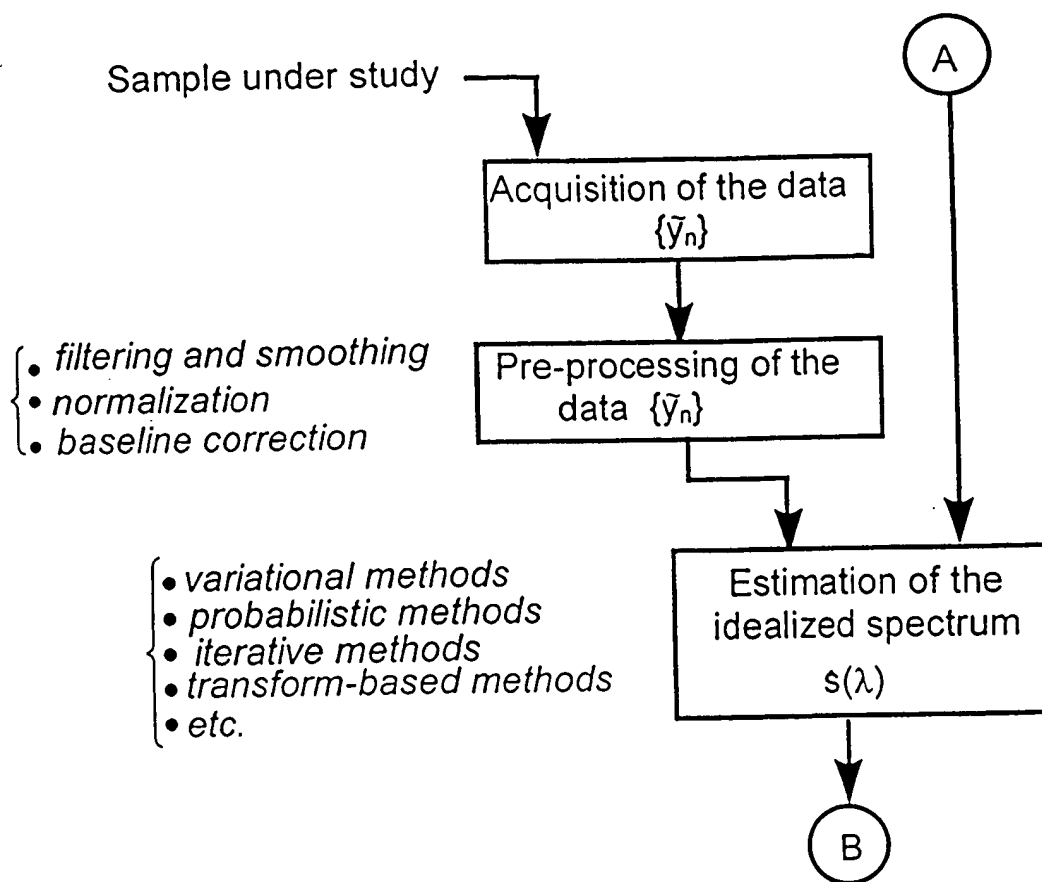 A
Sample under study
Acquisition of the data
{ỹₙ}
• filtering and smoothing
• normalization
• baseline correction
Pre-processing of the
data {ỹₙ}
• variational methods
• probabilistic methods
• iterative methods
• transform-based methods
• etc.
Estimation of the
idealized spectrum
s(λ)
B